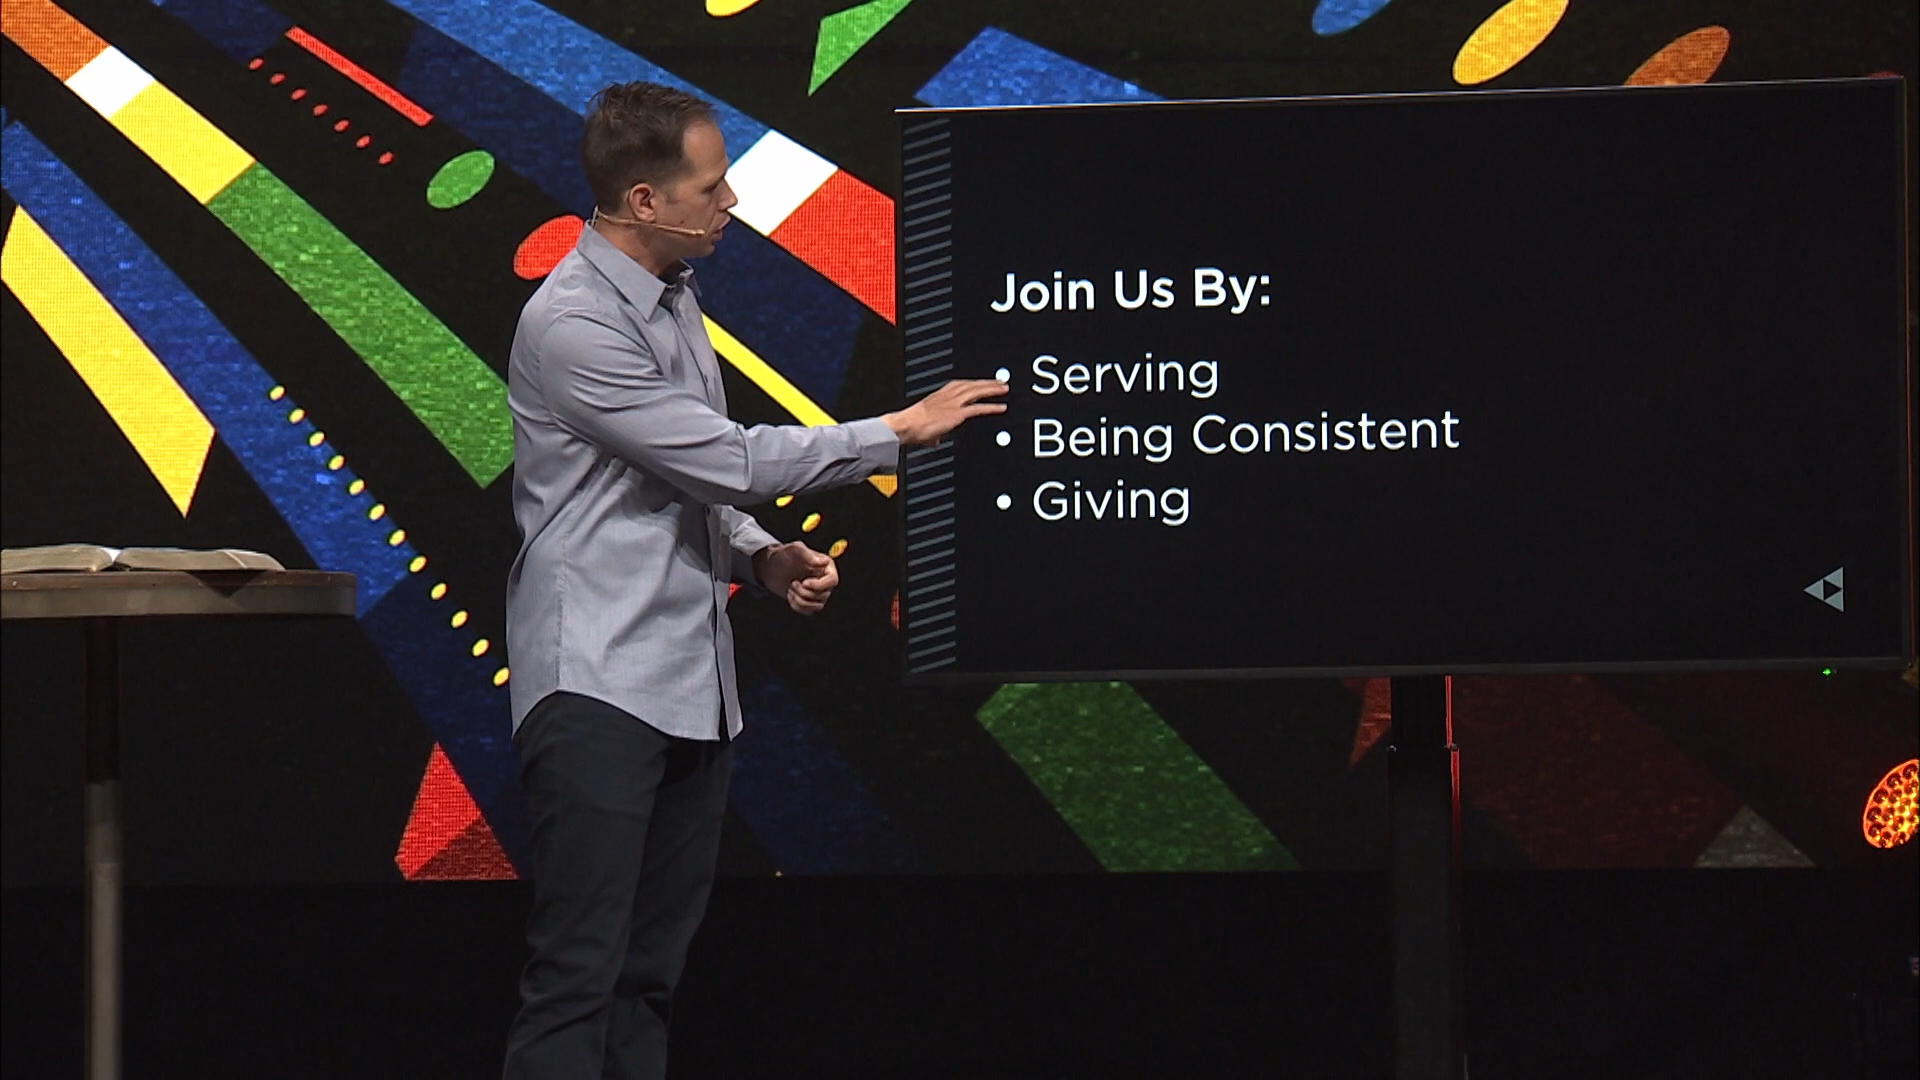 Join Us By:
• Serving
• Being Consistent
• Giving